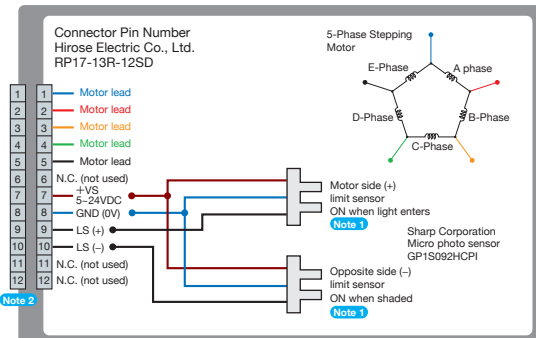 Connector Pin Number
Hirose Electric Co., Ltd.
RP17-13R-12SD
5-Phase Stepping
Motor
E-Phase
A phase
D-Phase
B-Phase
C-Phase
1 1 Motor lead
2 2 Motor lead
3 3 Motor lead
4 4 Motor lead
5 5 Motor lead
6 6 N.C. (not used)
7 7 +VS
5~24VDC
8 8 GND (0V)
9 9 LS (+)
10 10 LS (–)
11 11 N.C. (not used)
12 12 N.C. (not used)
Note 2
Motor side (+)
limit sensor
ON when light enters
Note 1
Sharp Corporation
Micro photo sensor
GP1S092HCPI
Opposite side (–)
limit sensor
ON when shaded
Note 1